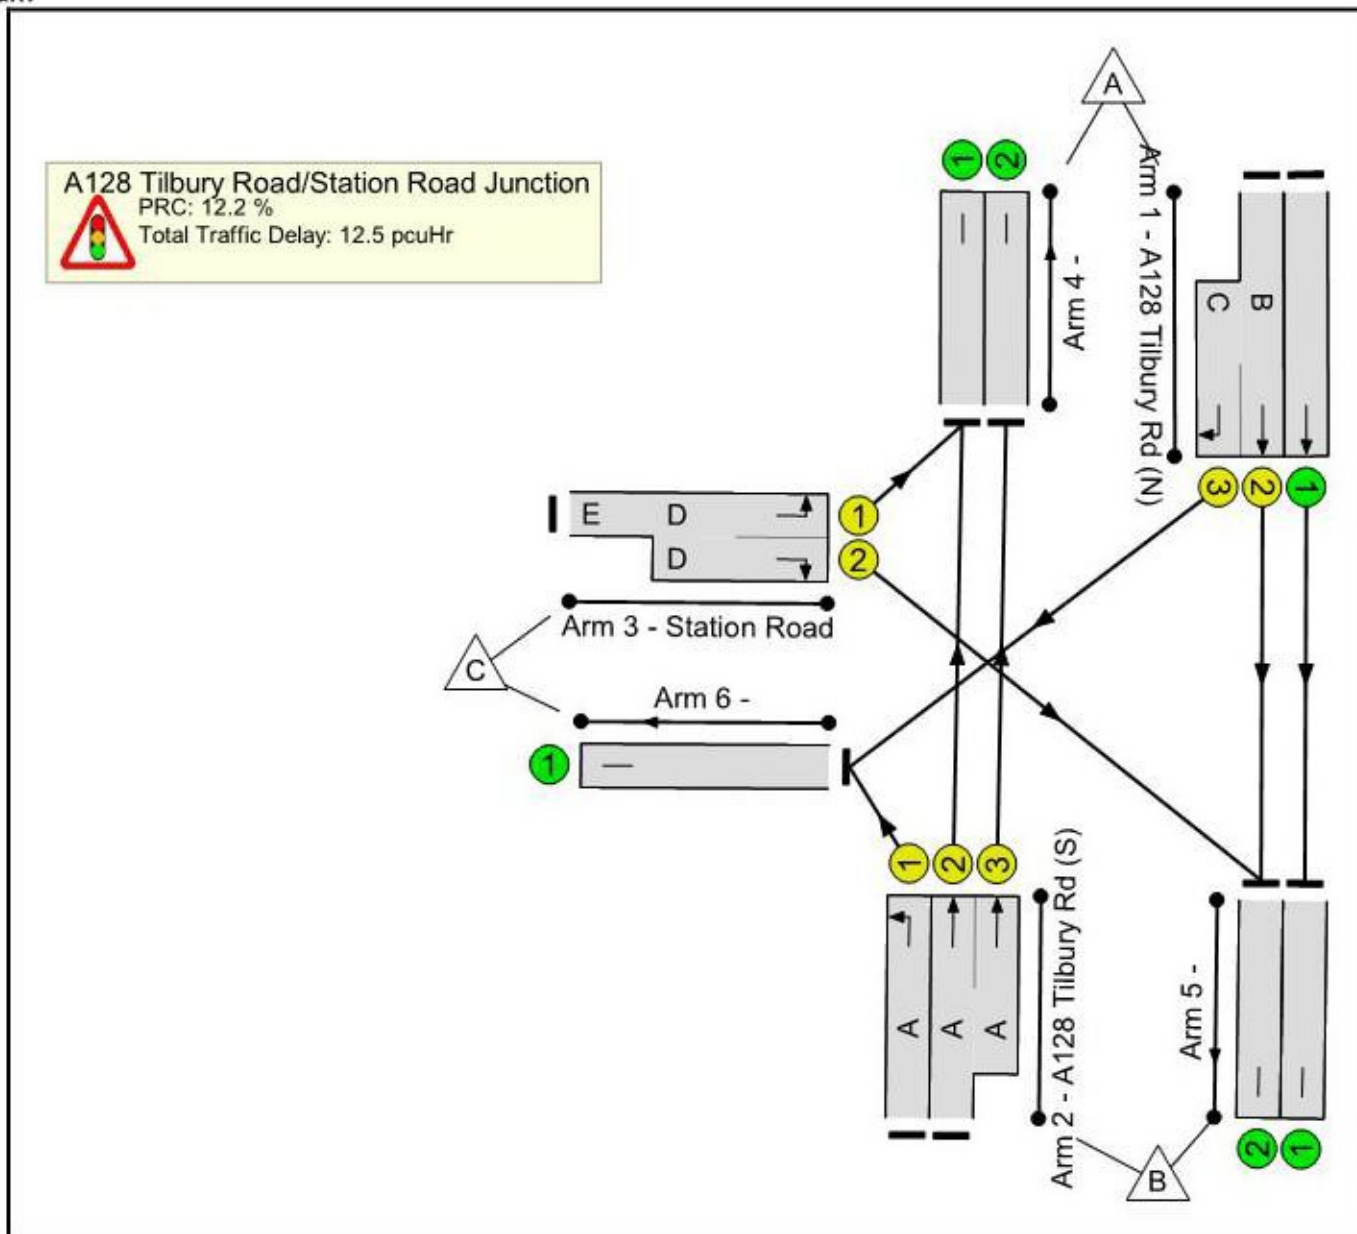 A128 Tilbury Road/Station Road Junction
PRC: 12.2 %
Total Traffic Delay: 12.5 pcuHr
A
1
2
Arm 4 -
Arm 1 - A128 Tilbury Rd (N)
C
B
3
2
1
E
D
D
1
2
Arm 3 - Station Road
C
Arm 6 -
1
1
2
3
A
A
A
Arm 2 - A128 Tilbury Rd (S)
Arm 5 -
2
1
B